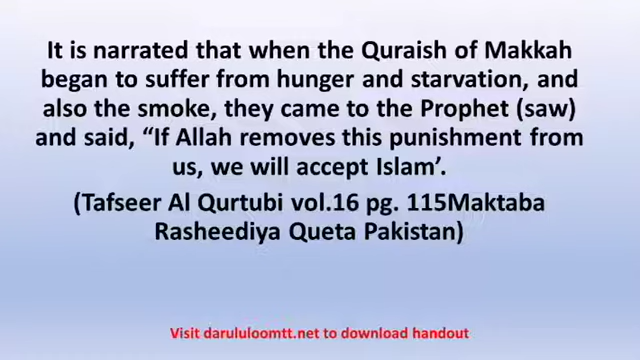 It is narrated that when the Quraish of Makkah
began to suffer from hunger and starvation, and
also the smoke, they came to the Prophet (saw)
and said, “If Allah removes this punishment from
us, we will accept Islam’.
(Tafseer Al Qurtubi vol.16 pg. 115Maktaba
Rasheediya Queta Pakistan)
Visit darululoomtt.net to download handout